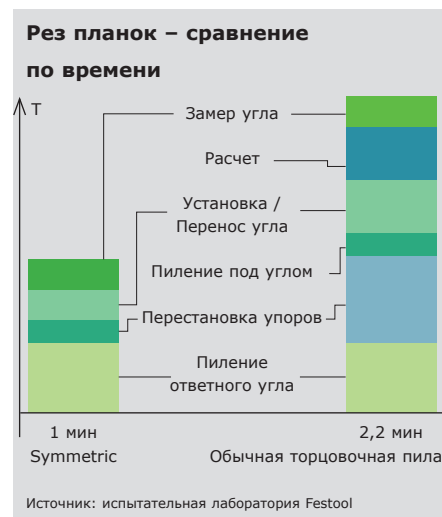 Рез планок – сравнение
по времени
T
Замер угла
Расчет
Установка /
Перенос угла
Пиление под углом
Перестановка упоров
Пиление
ответного угла
1 мин
2,2 мин
Symmetric
Обычная торцовочная пила
Источник: испытательная лаборатория Festool